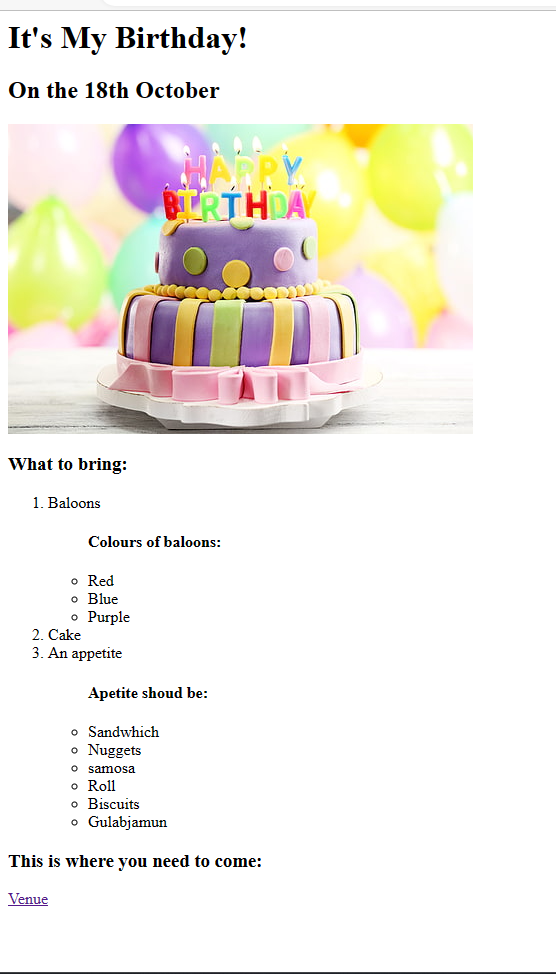 It's My Birthday!
On the 18th October
HAPPY
BIRTHDAY
What to bring:
1. Baloons
Colours of baloons:
Red
Blue
Purple
2. Cake
3. An appetite
Apetite shoud be:
Sandwhich
Nuggets
samosa
Roll
Biscuits
Gulabjamun
This is where you need to come:
Venue